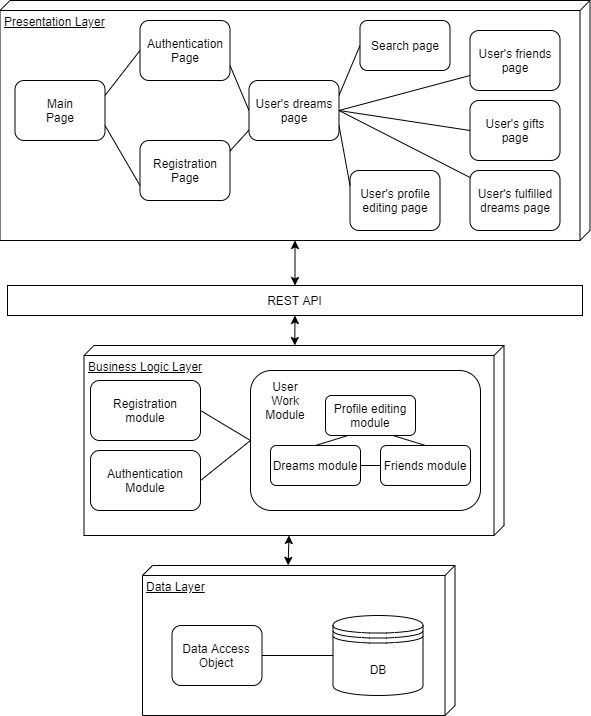 Presentation Layer
Authentication
Page
Search page
User's friends
page
Main
Page
User's dreams
page
User's gifts
page
Registration
Page
User's profile
editing page
User's fulfilled
dreams page
REST API
Business Logic Layer
Registration
module
User
Work
Module
Profile editing
module
Authentication
Module
Dreams module
Friends module
Data Layer
Data Access
Object
DB